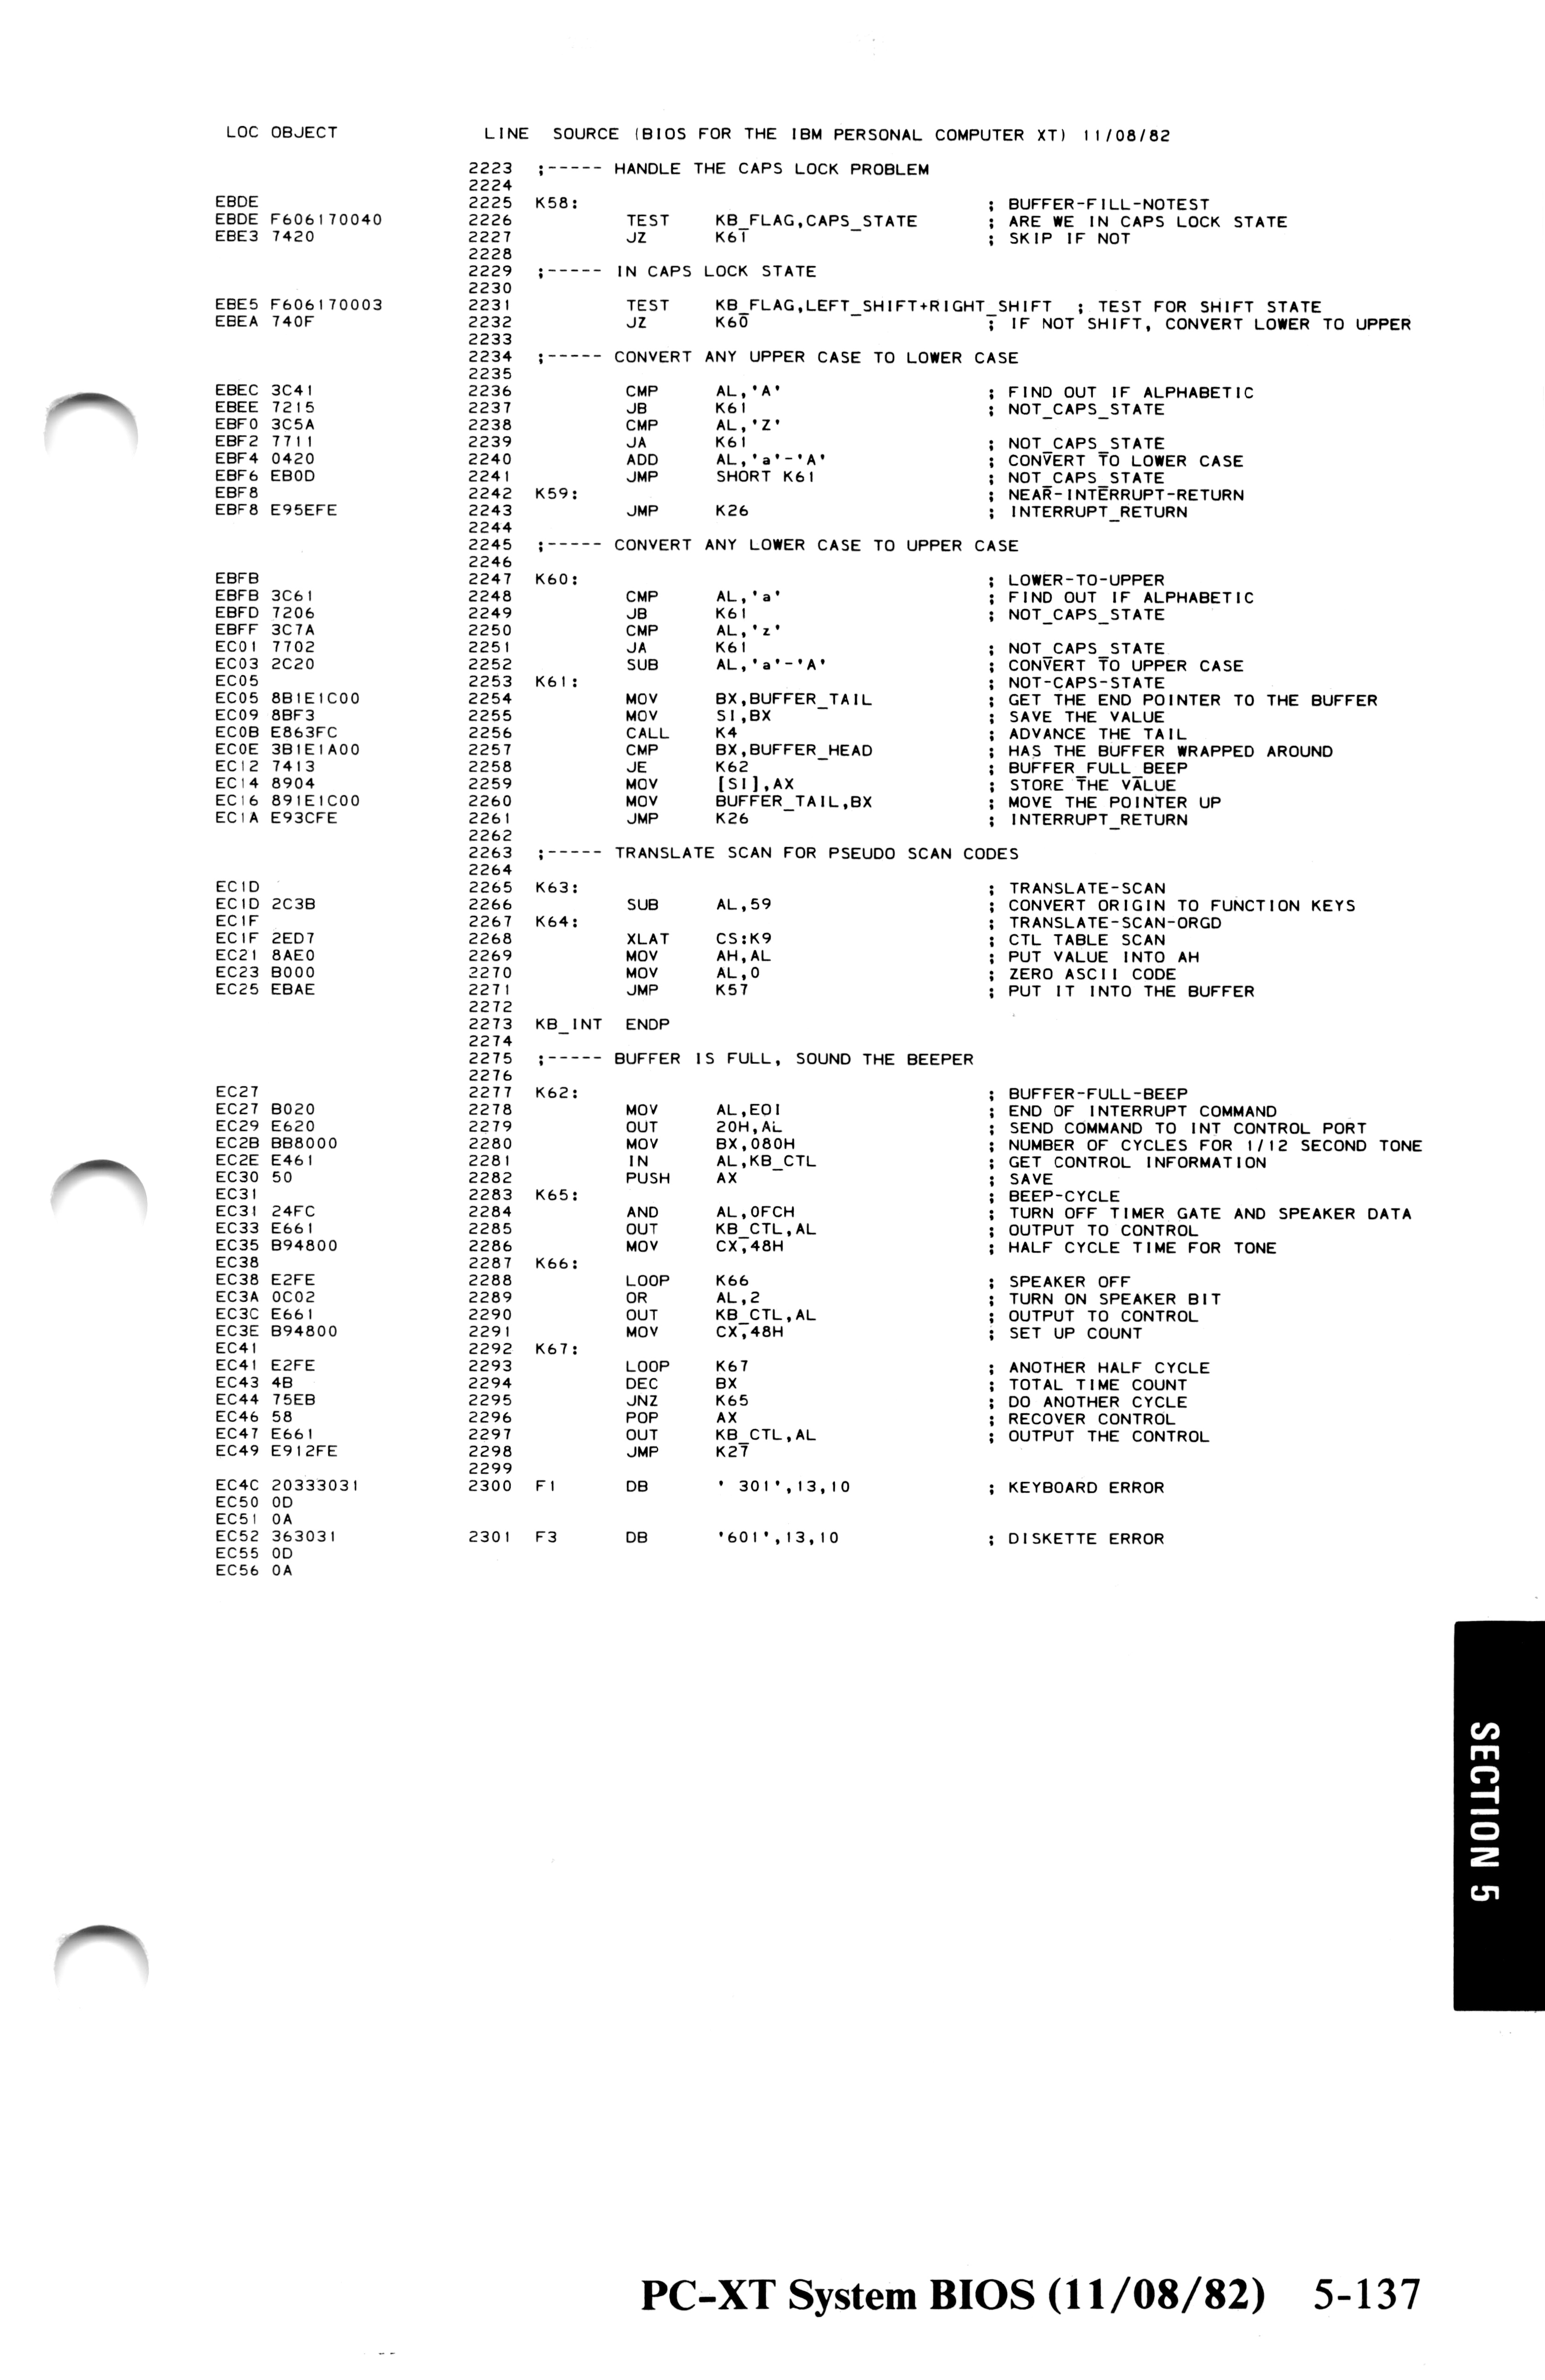 LOC OBJECT LINE SOURCE (BIOS FOR THE IBM PERSONAL COMPUTER XT) 11/08/82
2223 ;----- HANDLE THE CAPS LOCK PROBLEM
2224
EBDE 2225 K58: ; BUFFER-FILL-NOTEST
EBDE F606170040 2226 TEST KB_FLAG,CAPS_STATE ; ARE WE IN CAPS LOCK STATE
EBE3 7420 2227 JZ K61 ; SKIP IF NOT
2228
2229 ;----- IN CAPS LOCK STATE
2230
EBE5 F606170003 2231 TEST KB_FLAG,LEFT_SHIFT+RIGHT_SHIFT ; TEST FOR SHIFT STATE
EBEA 740F 2232 JZ K60 ; IF NOT SHIFT, CONVERT LOWER TO UPPER
2233
2234 ;----- CONVERT ANY UPPER CASE TO LOWER CASE
2235
EBEC 3C41 2236 CMP AL,'A' ; FIND OUT IF ALPHABETIC
EBEE 7215 2237 JB K61 ; NOT_CAPS_STATE
EBF0 3C5A 2238 CMP AL,'Z'
EBF2 7711 2239 JA K61 ; NOT_CAPS_STATE
EBF4 0420 2240 ADD AL,'a'-'A' ; CONVERT TO LOWER CASE
EBF6 EB0D 2241 JMP SHORT K61 ; NOT_CAPS_STATE
EBF8 2242 K59: ; NEAR-INTERRUPT-RETURN
EBF8 E95EFE 2243 JMP K26 ; INTERRUPT_RETURN
2244
2245 ;----- CONVERT ANY LOWER CASE TO UPPER CASE
2246
EBFB 2247 K60: ; LOWER-TO-UPPER
EBFB 3C61 2248 CMP AL,'a' ; FIND OUT IF ALPHABETIC
EBFD 7206 2249 JB K61 ; NOT_CAPS_STATE
EBFF 3C7A 2250 CMP AL,'z'
EC01 7702 2251 JA K61 ; NOT_CAPS_STATE
EC03 2C20 2252 SUB AL,'a'-'A' ; CONVERT TO UPPER CASE
EC05 2253 K61: ; NOT-CAPS-STATE
EC05 8B1E1C00 2254 MOV BX,BUFFER_TAIL ; GET THE END POINTER TO THE BUFFER
EC09 8BF3 2255 MOV SI,BX ; SAVE THE VALUE
EC0B E863FC 2256 CALL K4 ; ADVANCE THE TAIL
EC0E 3B1E1A00 2257 CMP BX,BUFFER_HEAD ; HAS THE BUFFER WRAPPED AROUND
EC12 7413 2258 JE K62 ; BUFFER_FULL_BEEP
EC14 8904 2259 MOV [SI],AX ; STORE THE VALUE
EC16 891E1C00 2260 MOV BUFFER_TAIL,BX ; MOVE THE POINTER UP
EC1A E93CFE 2261 JMP K26 ; INTERRUPT_RETURN
2262
2263 ;----- TRANSLATE SCAN FOR PSEUDO SCAN CODES
2264
EC1D 2265 K63: ; TRANSLATE-SCAN
EC1D 2C3B 2266 SUB AL,59 ; CONVERT ORIGIN TO FUNCTION KEYS
EC1F 2267 K64: ; TRANSLATE-SCAN-ORGD
EC1F 2ED7 2268 XLAT CS:K9 ; CTL TABLE SCAN
EC21 8AE0 2269 MOV AH,AL ; PUT VALUE INTO AH
EC23 B000 2270 MOV AL,0 ; ZERO ASCII CODE
EC25 EBAE 2271 JMP K57 ; PUT IT INTO THE BUFFER
2272
2273 KB_INT ENDP
2274
2275 ;----- BUFFER IS FULL, SOUND THE BEEPER
2276
EC27 2277 K62: ; BUFFER-FULL-BEEP
EC27 B020 2278 MOV AL,EOI ; END OF INTERRUPT COMMAND
EC29 E620 2279 OUT 20H,AL ; SEND COMMAND TO INT CONTROL PORT
EC2B BB8000 2280 MOV BX,080H ; NUMBER OF CYCLES FOR 1/12 SECOND TONE
EC2E E461 2281 IN AL,KB_CTL ; GET CONTROL INFORMATION
EC30 50 2282 PUSH AX ; SAVE
EC31 2283 K65: ; BEEP-CYCLE
EC31 24FC 2284 AND AL,0FCH ; TURN OFF TIMER GATE AND SPEAKER DATA
EC33 E661 2285 OUT KB_CTL,AL ; OUTPUT TO CONTROL
EC35 B94800 2286 MOV CX,48H ; HALF CYCLE TIME FOR TONE
EC38 2287 K66:
EC38 E2FE 2288 LOOP K66 ; SPEAKER OFF
EC3A 0C02 2289 OR AL,2 ; TURN ON SPEAKER BIT
EC3C E661 2290 OUT KB_CTL,AL ; OUTPUT TO CONTROL
EC3E B94800 2291 MOV CX,48H ; SET UP COUNT
EC41 2292 K67:
EC41 E2FE 2293 LOOP K67 ; ANOTHER HALF CYCLE
EC43 4B 2294 DEC BX ; TOTAL TIME COUNT
EC44 75EB 2295 JNZ K65 ; DO ANOTHER CYCLE
EC46 58 2296 POP AX ; RECOVER CONTROL
EC47 E661 2297 OUT KB_CTL,AL ; OUTPUT THE CONTROL
EC49 E912FE 2298 JMP K27
2299
EC4C 20333031 2300 F1 DB ' 301',13,10 ; KEYBOARD ERROR
EC50 0D
EC51 0A
EC52 363031 2301 F3 DB '601',13,10 ; DISKETTE ERROR
EC55 0D
EC56 0A
SECTION 5
PC-XT System BIOS (11/08/82) 5-137